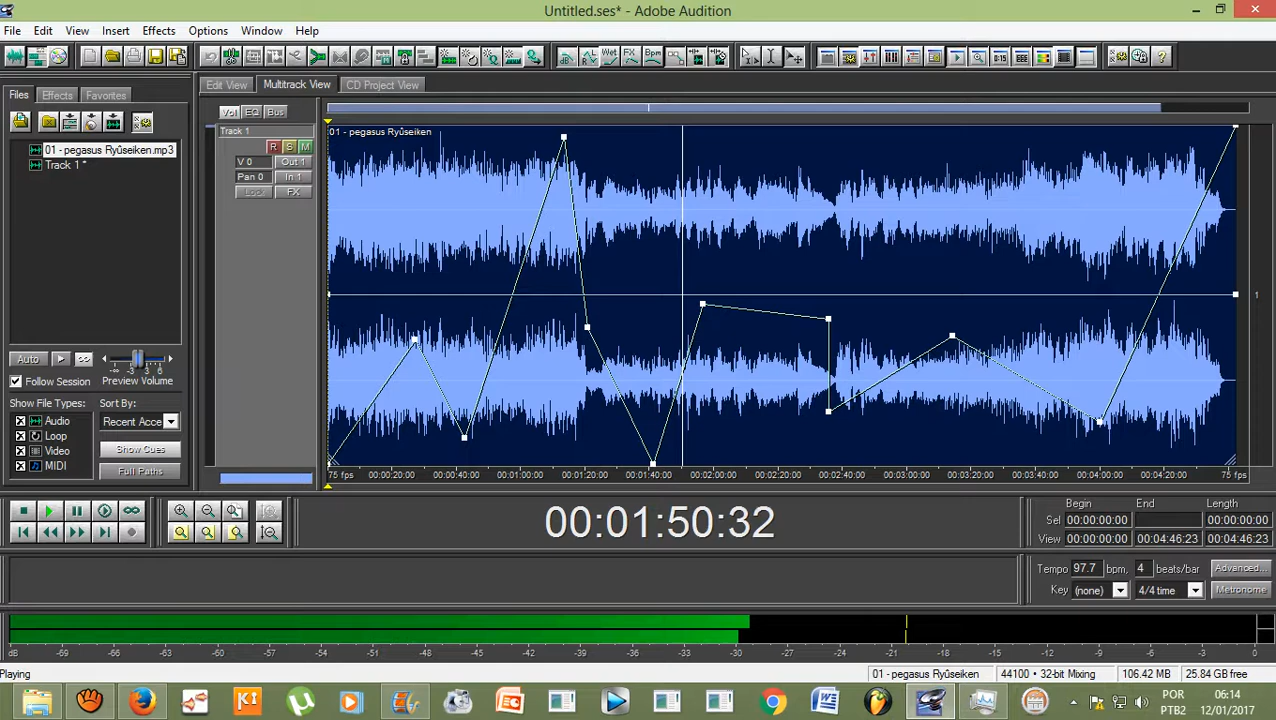 Untitled.ses* - Adobe Audition
File Edit View Insert Effects Options Window Help
Wet FX Bpm 0:15
Edit View Multitrack View CD Project View
Files Effects Favorites
Vol EQ Bus
Track 1
R S M
V 0 Out 1
Pan 0 In 1
Lock FX
01 - pegasus Ryûseiken
01 - pegasus Ryûseiken.mp3
Track 1 *
1
Auto
-∞ -3 3 6
Follow Session Preview Volume
Show File Types: Sort By:
Audio Recent Acce
Loop
Video Show Cues
MIDI Full Paths
75 fps 00:00:20:00 00:00:40:00 00:01:00:00 00:01:20:00 00:01:40:00 00:02:00:00 00:02:20:00 00:02:40:00 00:03:00:00 00:03:20:00 00:03:40:00 00:04:00:00 00:04:20:00 75 fps
00:01:50:32
Begin End Length
Sel 00:00:00:00 00:00:00:00
View 00:00:00:00 00:04:46:23 00:04:46:23
Tempo 97.7 bpm, 4 beats/bar Advanced...
Key (none) 4/4 time Metronome
dB -69 -66 -63 -60 -57 -54 -51 -48 -45 -42 -39 -36 -33 -30 -27 -24 -21 -18 -15 -12 -9 -6 -3 0
Playing 01 - pegasus Ryûseiken 44100 • 32-bit Mixing 106.42 MB 25.84 GB free
POR 06:14
PTB2 12/01/2017